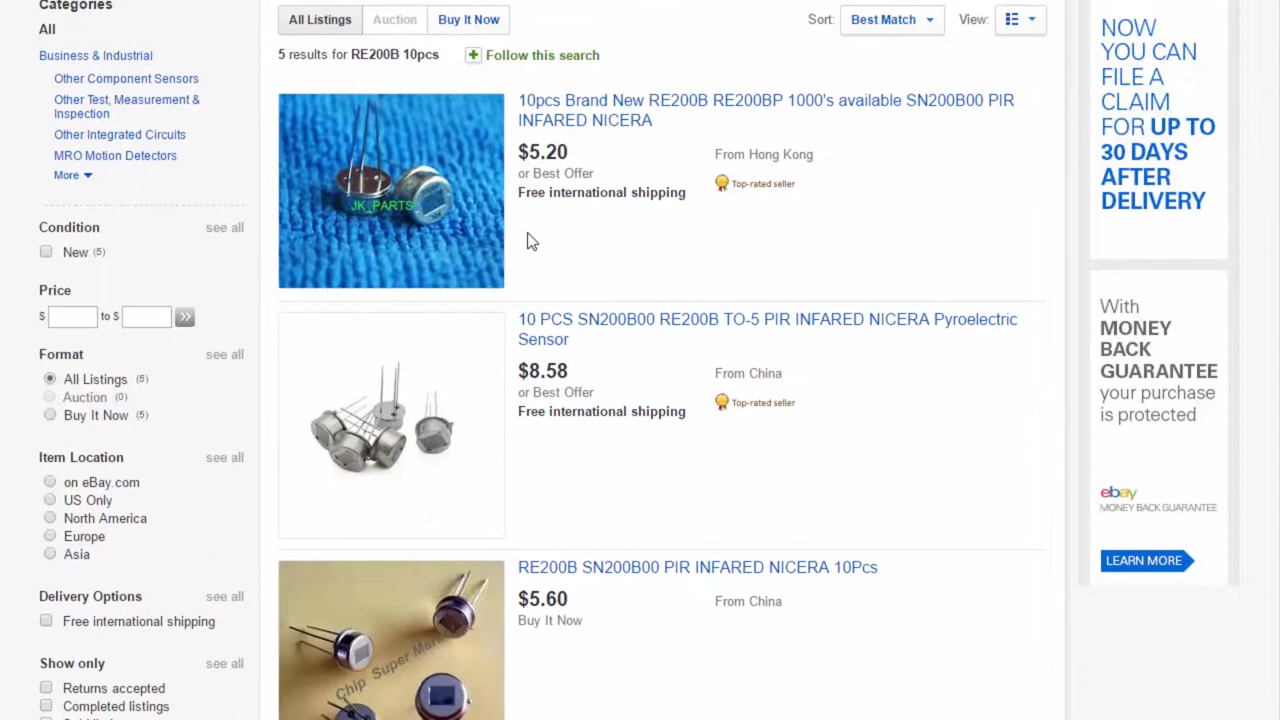 Categories
All
Business & Industrial
Other Component Sensors
Other Test, Measurement &
Inspection
Other Integrated Circuits
MRO Motion Detectors
More
Condition see all
New (5)
Price
$ to $
Format see all
All Listings (5)
Auction (0)
Buy It Now (5)
Item Location see all
on eBay.com
US Only
North America
Europe
Asia
Delivery Options see all
Free international shipping
Show only see all
Returns accepted
Completed listings
All Listings Auction Buy It Now Sort: Best Match View:
5 results for RE200B 10pcs Follow this search
JK_PARTS
10pcs Brand New RE200B RE200BP 1000's available SN200B00 PIR
INFARED NICERA
$5.20 From Hong Kong
or Best Offer Top-rated seller
Free international shipping
10 PCS SN200B00 RE200B TO-5 PIR INFARED NICERA Pyroelectric
Sensor
$8.58 From China
or Best Offer Top-rated seller
Free international shipping
Chip Super
RE200B SN200B00 PIR INFARED NICERA 10Pcs
$5.60 From China
Buy It Now
NOW
YOU CAN
FILE A
CLAIM
FOR UP TO
30 DAYS
AFTER
DELIVERY
With
MONEY
BACK
GUARANTEE
your purchase
is protected
ebay
MONEY BACK GUARANTEE
LEARN MORE